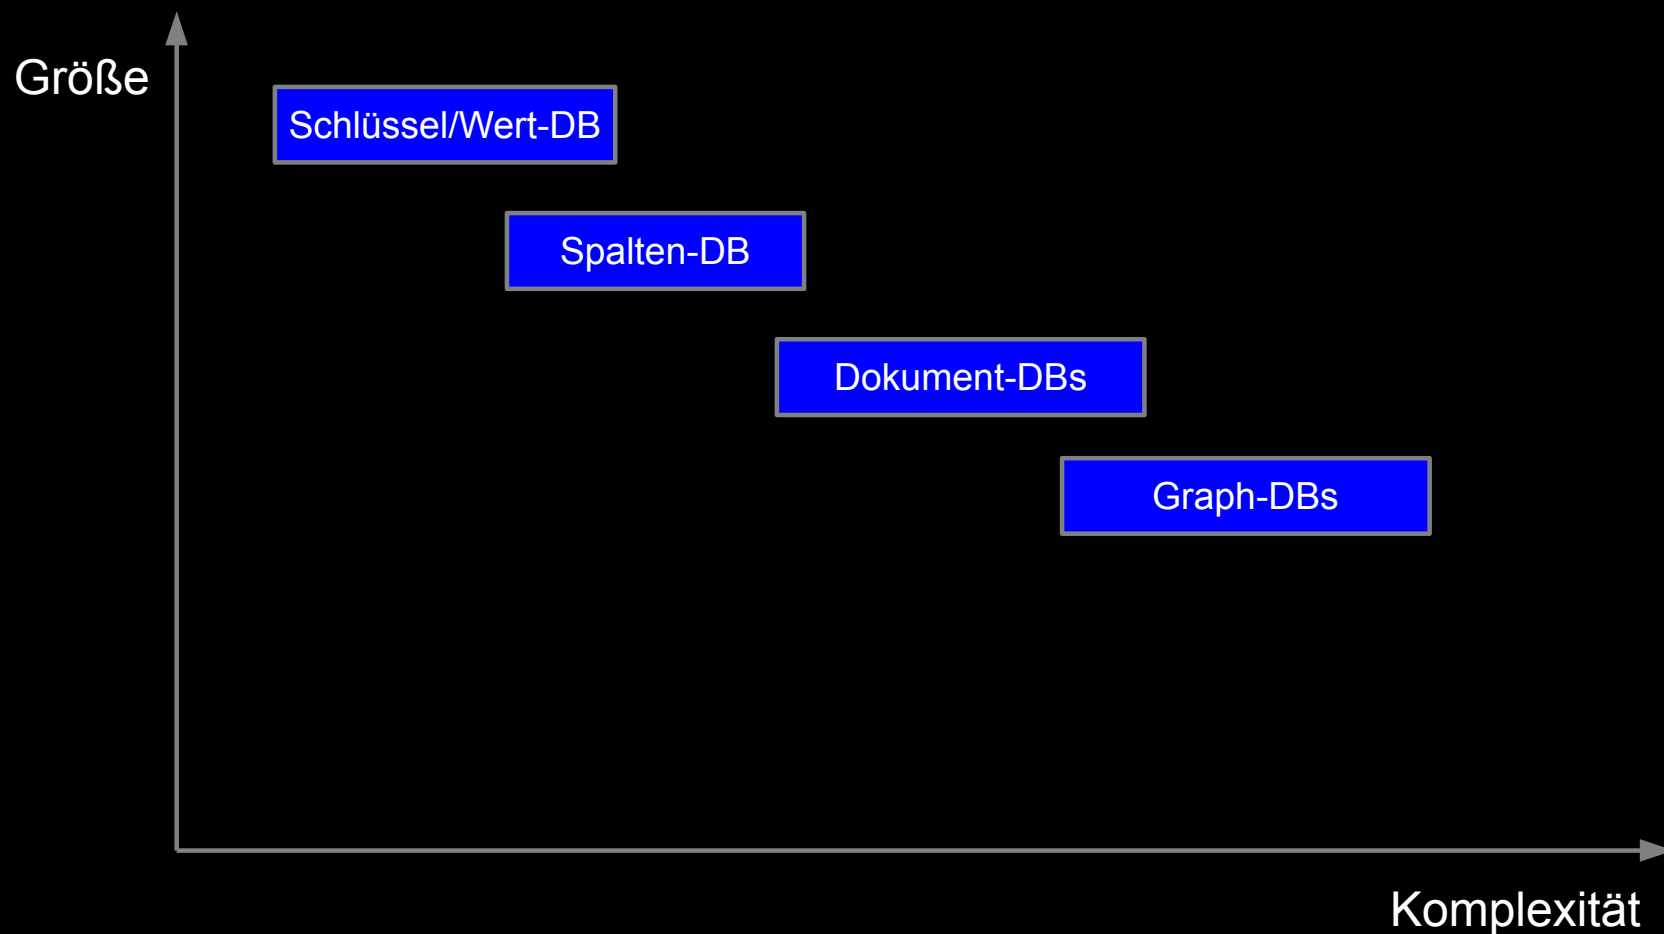 Größe
Schlüssel/Wert-DB
Spalten-DB
Dokument-DBs
Graph-DBs
Komplexität